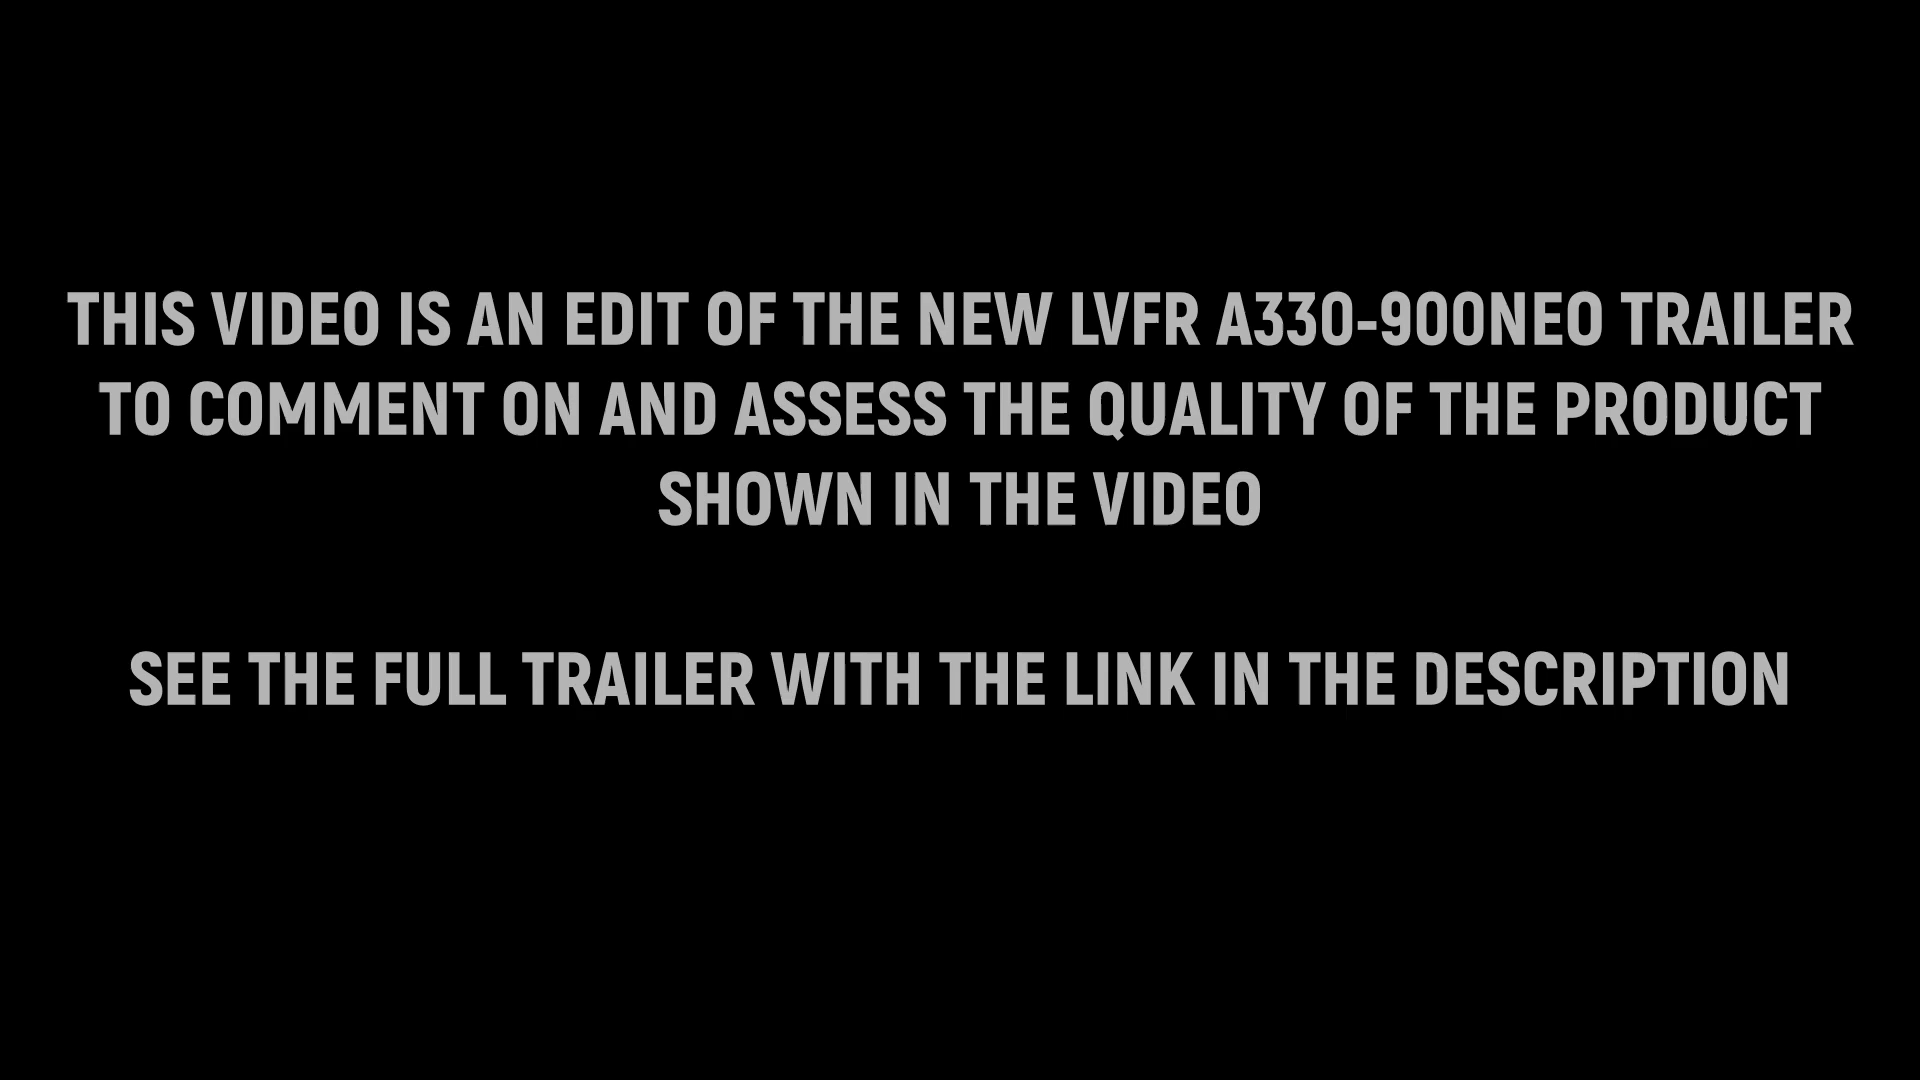 THIS VIDEO IS AN EDIT OF THE NEW LVFR A330-900NEO TRAILER
TO COMMENT ON AND ASSESS THE QUALITY OF THE PRODUCT
SHOWN IN THE VIDEO
SEE THE FULL TRAILER WITH THE LINK IN THE DESCRIPTION